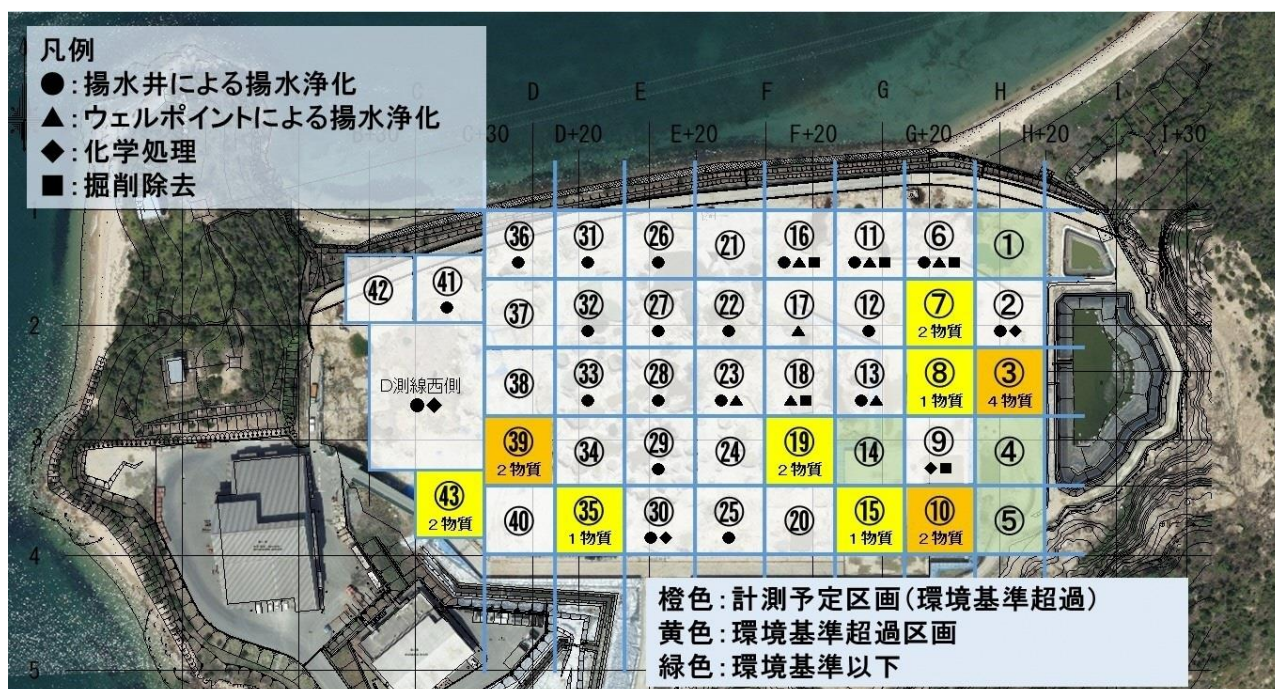 凡例
●:揚水井による揚水浄化
▲:ウェルポイントによる揚水浄化
◆:化学処理
■:掘削除去
D E F G H I
C+30 D+20 E+20 F+20 G+20 H+20 I+30
1
㊱ ㉛ ㉖ ㉑ ⑯ ⑪ ⑥ ①
● ● ● ●▲■ ●▲■ ●▲■
㊷ ㊶ ㊲ ㉜ ㉗ ㉒ ⑰ ⑫ ⑦ ②
● ● ● ● ▲ ● 2物質 ●◆
2
D測線西側
●◆
㊳ ㉝ ㉘ ㉓ ⑱ ⑬ ⑧ ③
● ● ●▲ ▲■ ●▲ 1物質 4物質
3
㊴ ㉞ ㉙ ㉔ ⑲ ⑭ ⑨ ④
2物質 ● 2物質 ◆■
㊸ ㊵ ㉟ ㉚ ㉕ ⑳ ⑮ ⑩ ⑤
2物質 1物質 ●◆ ● 1物質 2物質
4
橙色:計測予定区画(環境基準超過)
黄色:環境基準超過区画
緑色:環境基準以下
5